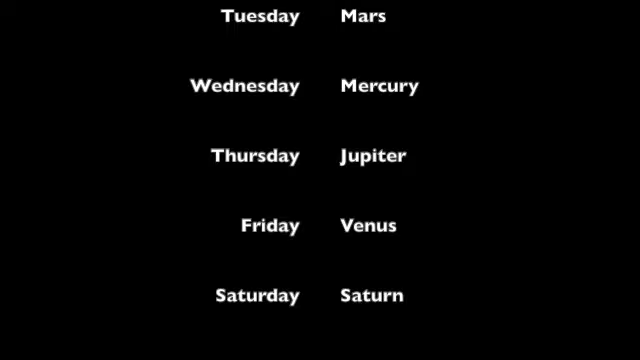 Tuesday Mars
Wednesday Mercury
Thursday Jupiter
Friday Venus
Saturday Saturn